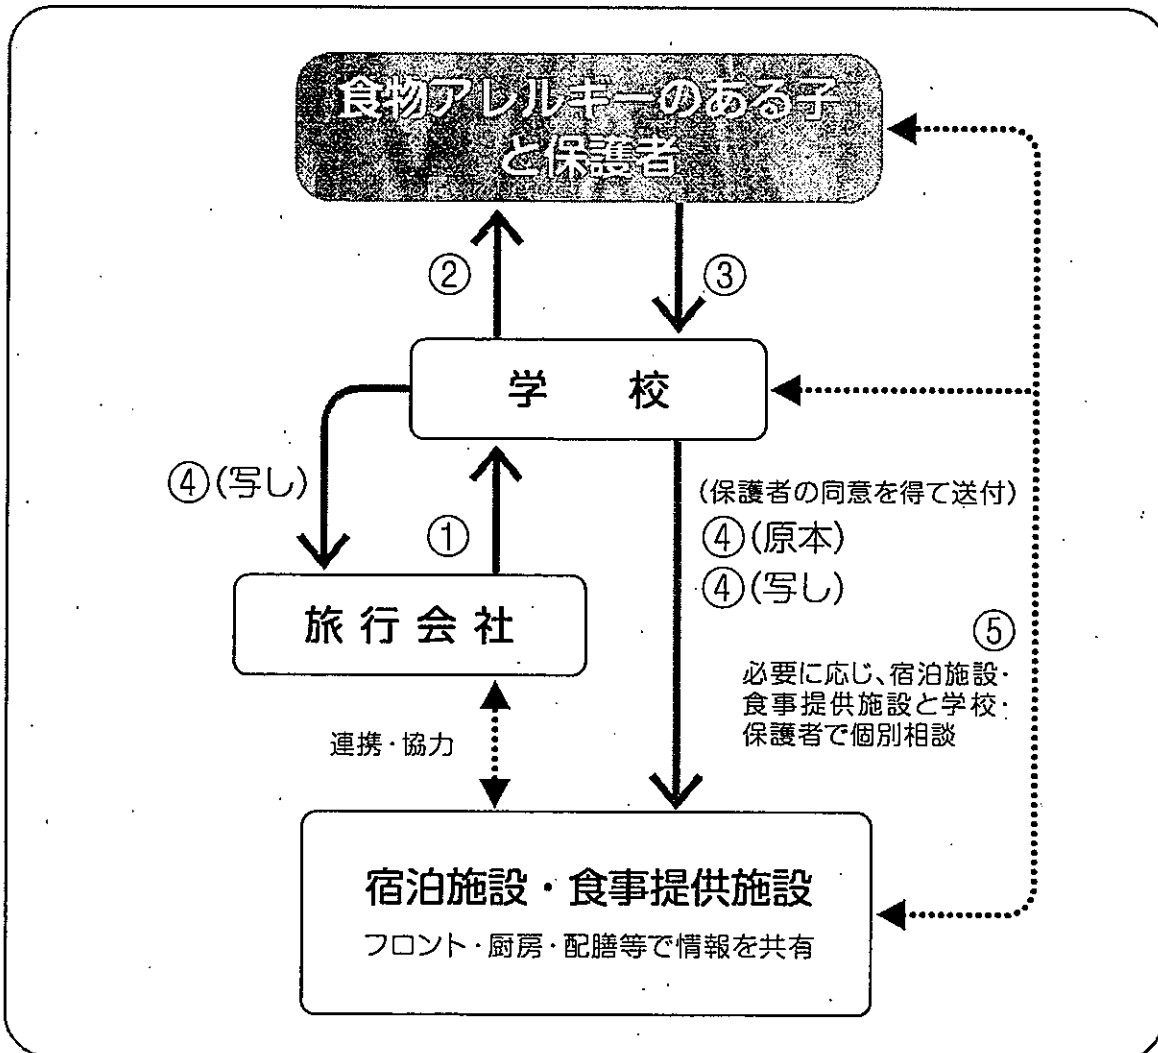 食物アレルギーのある子
と保護者
②
③
学 校
④(写し)
①
(保護者の同意を得て送付)
④(原本)
④(写し)
旅行会社
⑤
必要に応じ、宿泊施設・
食事提供施設と学校・
保護者で個別相談
連携・協力
宿泊施設・食事提供施設
フロント・厨房・配膳等で情報を共有